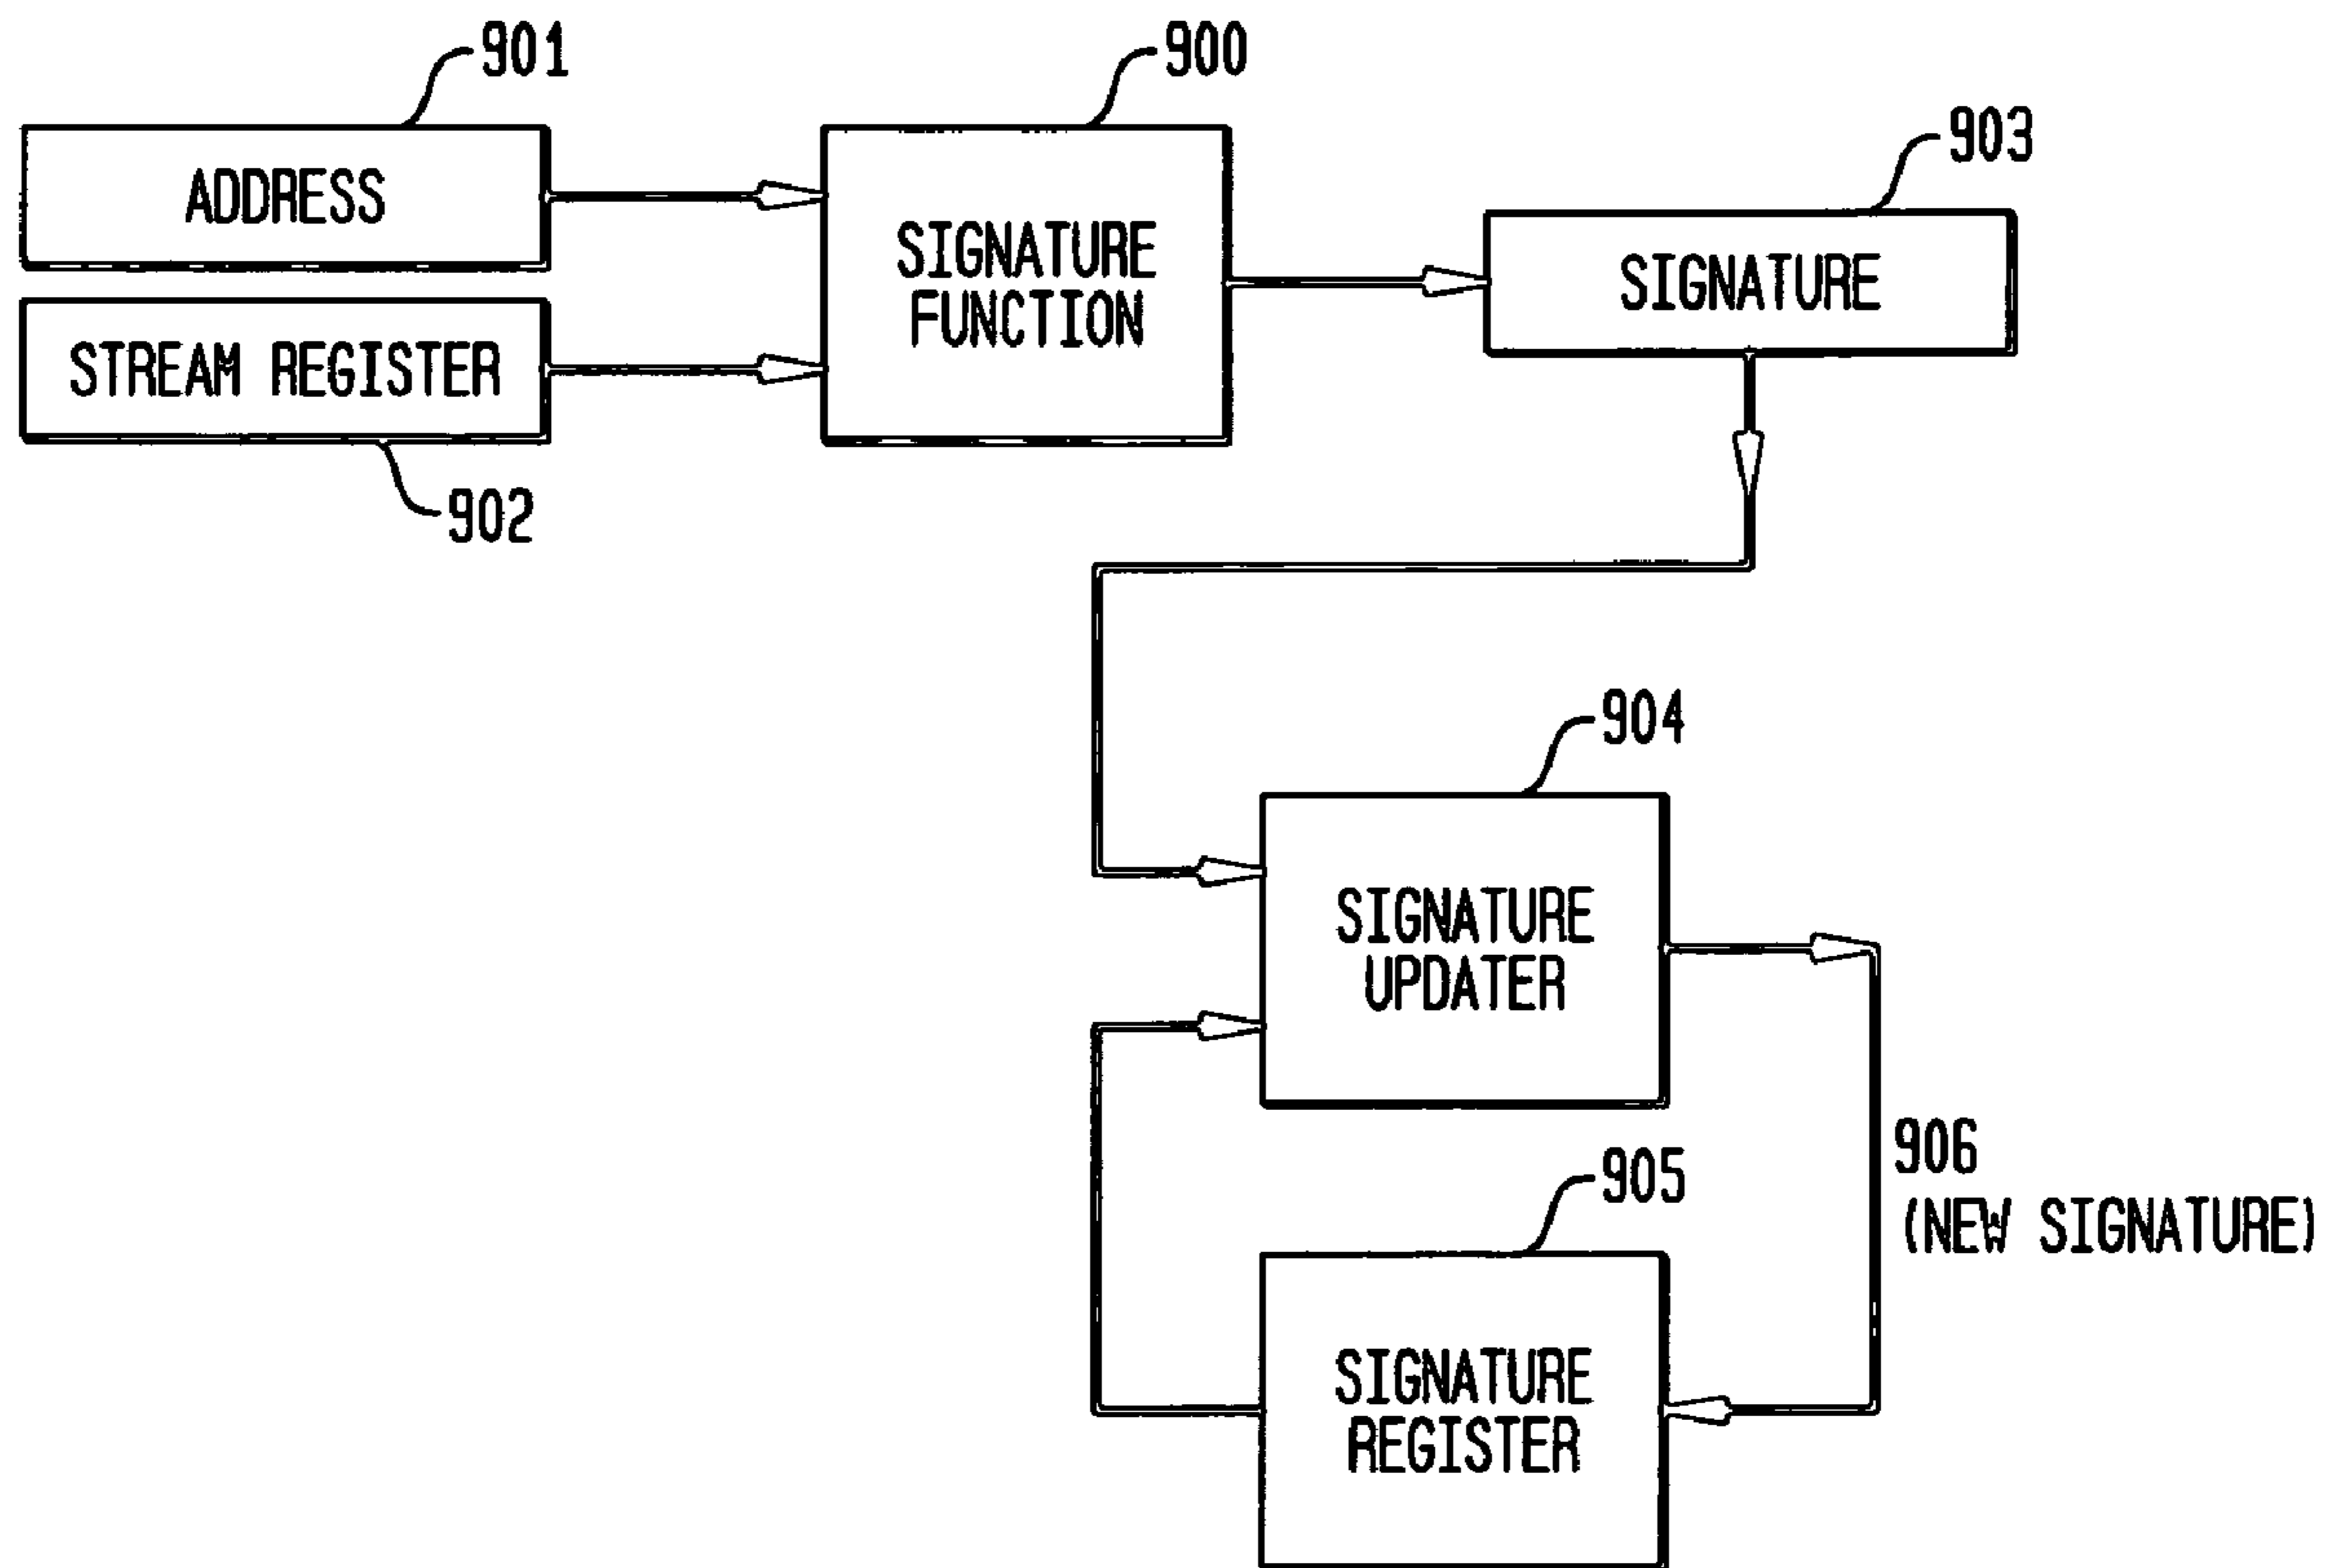 901
900
903
ADDRESS
SIGNATURE
FUNCTION
SIGNATURE
STREAM REGISTER
902
904
SIGNATURE
UPDATER
906
(NEW SIGNATURE)
905
SIGNATURE
REGISTER